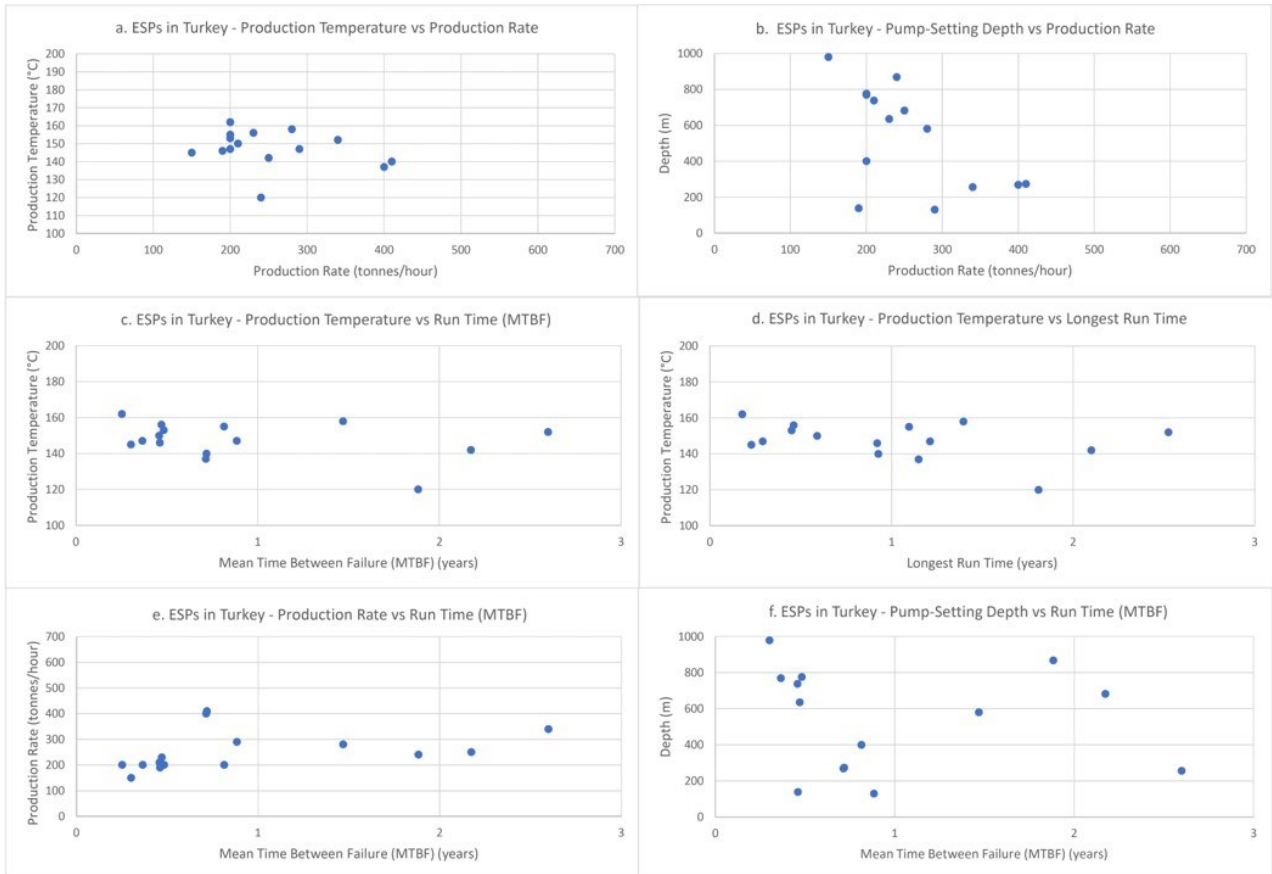 a. ESPs in Turkey - Production Temperature vs Production Rate
Production Temperature (°C)
200
190
180
170
160
150
140
130
120
110
100
0 100 200 300 400 500 600 700
Production Rate (tonnes/hour)
b. ESPs in Turkey - Pump-Setting Depth vs Production Rate
Depth (m)
1000
800
600
400
200
0
0 100 200 300 400 500 600 700
Production Rate (tonnes/hour)
c. ESPs in Turkey - Production Temperature vs Run Time (MTBF)
Production Temperature (°C)
200
180
160
140
120
100
0 1 2 3
Mean Time Between Failure (MTBF) (years)
d. ESPs in Turkey - Production Temperature vs Longest Run Time
Production Temperature (°C)
200
180
160
140
120
100
0 1 2 3
Longest Run Time (years)
e. ESPs in Turkey - Production Rate vs Run Time (MTBF)
Production Rate (tonnes/hour)
700
600
500
400
300
200
100
0
0 1 2 3
Mean Time Between Failure (MTBF) (years)
f. ESPs in Turkey - Pump-Setting Depth vs Run Time (MTBF)
Depth (m)
1000
800
600
400
200
0
0 1 2 3
Mean Time Between Failure (MTBF) (years)